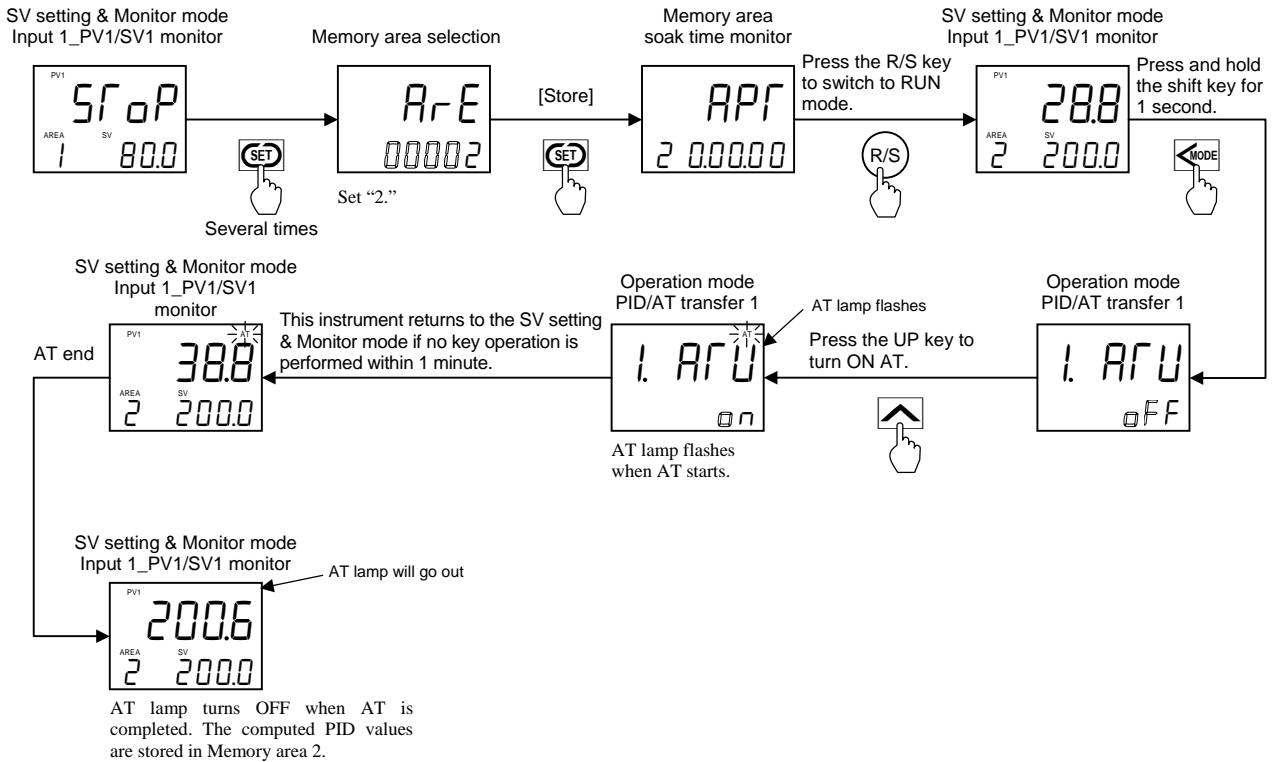 SV setting & Monitor mode
Input 1_PV1/SV1 monitor
PV1
SToP
AREA
SV
1 80.0
SET
Several times
Memory area selection
ArE
00002
Set “2.”
[Store]
SET
Memory area
soak time monitor
APT
2 0.00.00
Press the R/S key
to switch to RUN
mode.
R/S
SV setting & Monitor mode
Input 1_PV1/SV1 monitor
PV1
28.8
AREA
SV
2 200.0
Press and hold
the shift key for
1 second.
<MODE
Operation mode
PID/AT transfer 1
1. ATU
oFF
Press the UP key to
turn ON AT.
Operation mode
PID/AT transfer 1
AT lamp flashes
AT
1. ATU
on
AT lamp flashes
when AT starts.
This instrument returns to the SV setting
& Monitor mode if no key operation is
performed within 1 minute.
SV setting & Monitor mode
Input 1_PV1/SV1
monitor
PV1
AT
38.8
AREA
SV
2 200.0
AT end
SV setting & Monitor mode
Input 1_PV1/SV1 monitor
AT lamp will go out
PV1
200.6
AREA
SV
2 200.0
AT lamp turns OFF when AT is
completed. The computed PID values
are stored in Memory area 2.